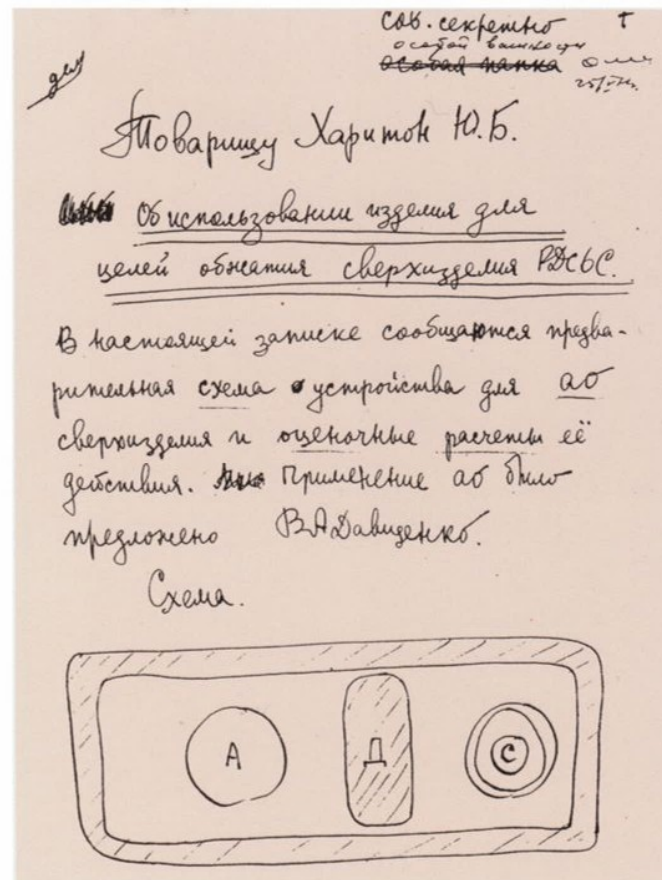 сов. секретно
особой важности
особая папка
Товарищу Харитон Ю.Б.
Об использовании изделия для
целей обжатия сверхизделия РДС6С.
В настоящей записке сообщаются предва-
рительная схема устройства для АО
сверхизделия и оценочные расчеты её
действия. Применение АО было
предложено В.А.Давиденко.
Схема.
А Д С